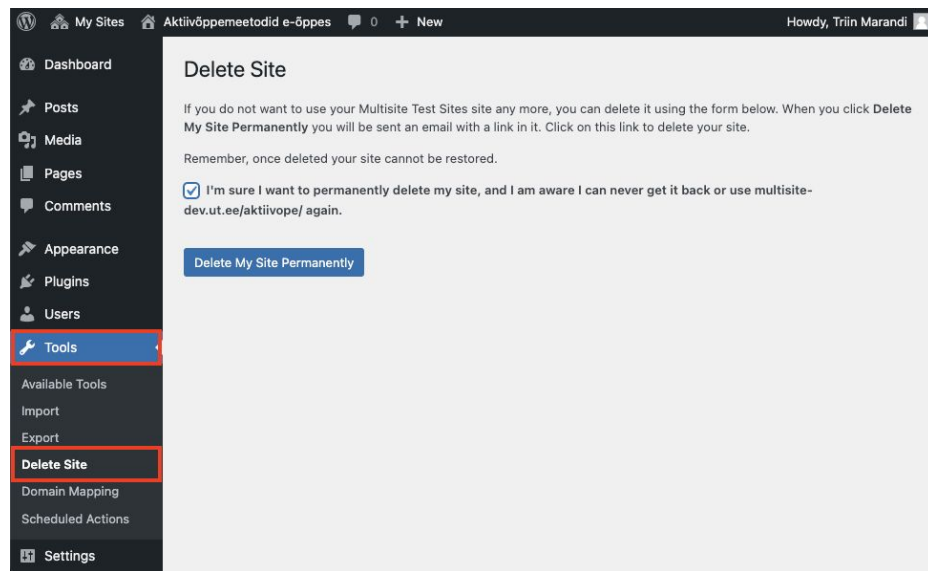 My Sites Aktiivõppemeetodid e-õppes 0 + New Howdy, Triin Marandi
Dashboard
Posts
Media
Pages
Comments
Appearance
Plugins
Users
Tools
Available Tools
Import
Export
Delete Site
Domain Mapping
Scheduled Actions
Settings
Delete Site
If you do not want to use your Multisite Test Sites site any more, you can delete it using the form below. When you click Delete
My Site Permanently you will be sent an email with a link in it. Click on this link to delete your site.
Remember, once deleted your site cannot be restored.
I'm sure I want to permanently delete my site, and I am aware I can never get it back or use multisite-
dev.ut.ee/aktiivope/ again.
Delete My Site Permanently